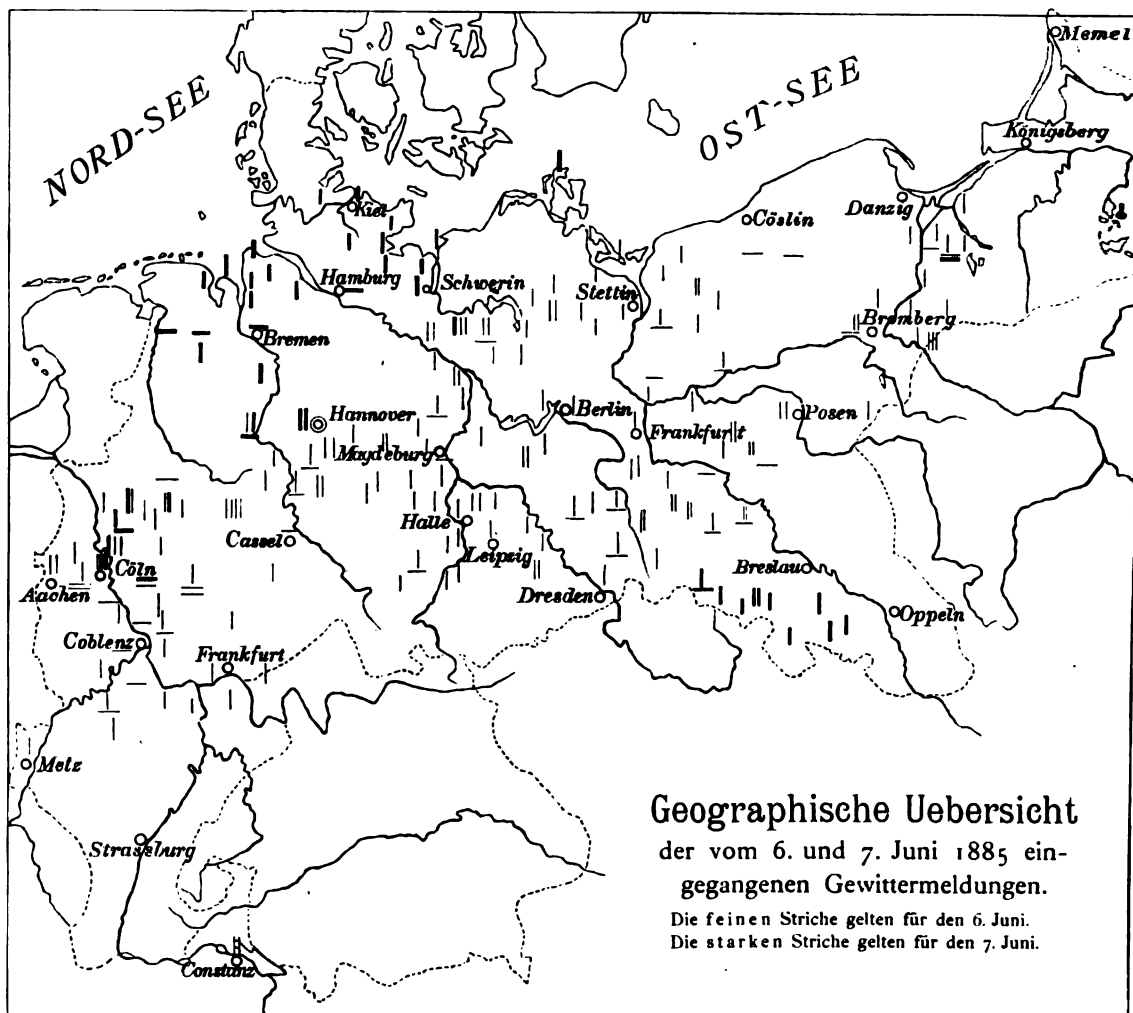 Memel
NORD-SEE
OST-SEE
Königsberg
Kiel
Danzig
Cöslin
Hamburg
Schwerin
Stettin
Bremen
Bromberg
Hannover
Berlin
Posen
Frankfurt
Magdeburg
Halle
Cassel
Leipzig
Cöln
Aachen
Breslau
Dresden
Oppeln
Coblenz
Frankfurt
Metz
Geographische Uebersicht
der vom 6. und 7. Juni 1885 ein-
gegangenen Gewittermeldungen.
Strassburg
Die feinen Striche gelten für den 6. Juni.
Die starken Striche gelten für den 7. Juni.
Constanz